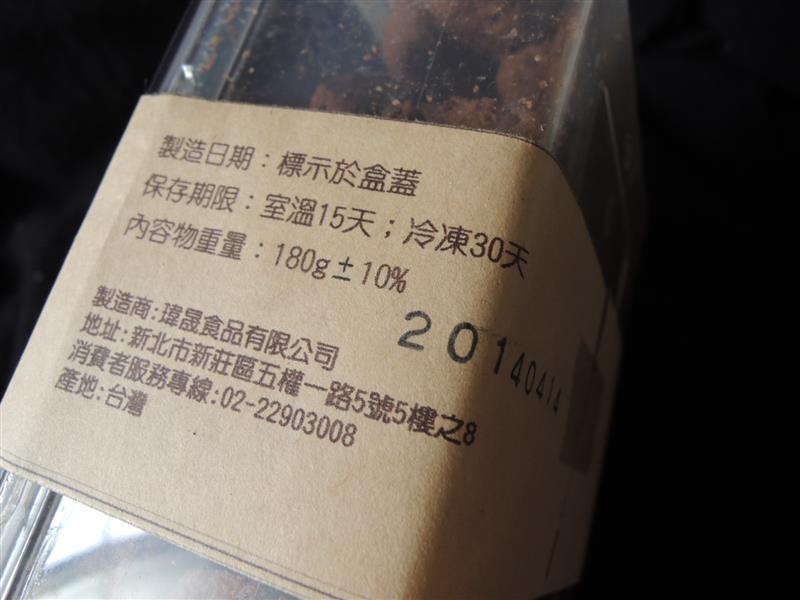 製造日期：標示於盒蓋
保存期限：室溫15天；冷凍30天
內容物重量：180g±10%
20140414
製造商:瑋晟食品有限公司
地址:新北市新莊區五權一路5號5樓之8
消費者服務專線:02-22903008
產地:台灣